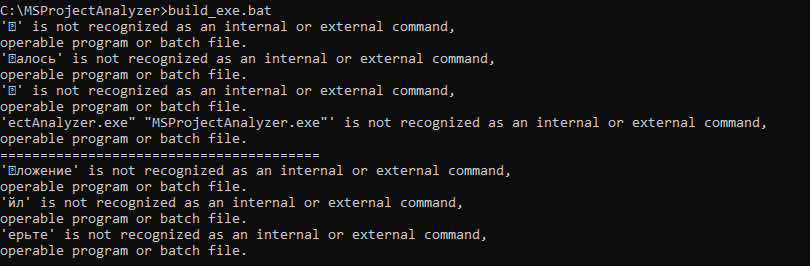 C:\MSProjectAnalyzer>build_exe.bat
'�' is not recognized as an internal or external command,
operable program or batch file.
'�алось' is not recognized as an internal or external command,
operable program or batch file.
'�' is not recognized as an internal or external command,
operable program or batch file.
'ectAnalyzer.exe" "MSProjectAnalyzer.exe"' is not recognized as an internal or external command,
operable program or batch file.
========================================
'�ложение' is not recognized as an internal or external command,
operable program or batch file.
'йл' is not recognized as an internal or external command,
operable program or batch file.
'ерьте' is not recognized as an internal or external command,
operable program or batch file.